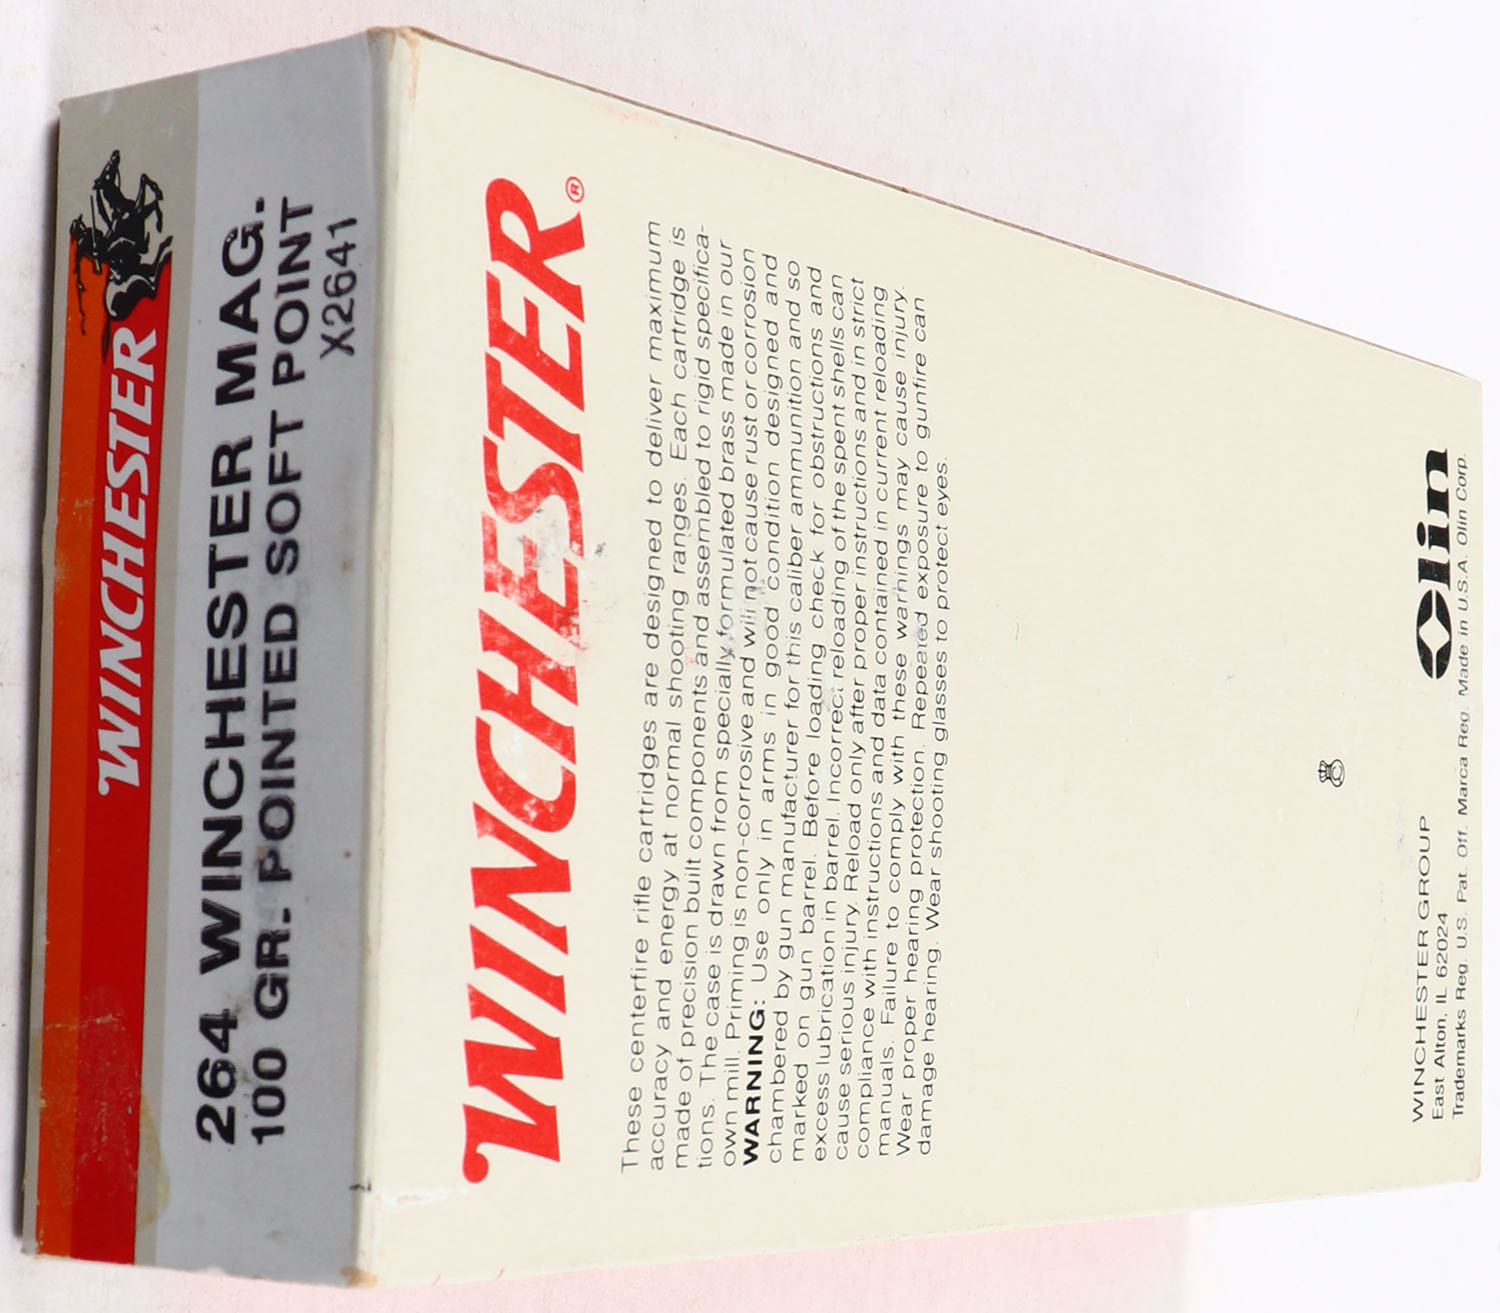 WINCHESTER
264 WINCHESTER MAG.
100 GR. POINTED SOFT POINT
X2641
WINCHESTER®
These centerfire rifle cartridges are designed to deliver maximum
accuracy and energy at normal shooting ranges. Each cartridge is
made of precision built components and assembled to rigid specifica-
tions. The case is drawn from specially formulated brass made in our
own mill. Priming is non-corrosive and will not cause rust or corrosion
WARNING: Use only in arms in good condition designed and
chambered by gun manufacturer for this caliber ammunition and so
marked on gun barrel. Before loading check for obstructions and
excess lubrication in barrel. Incorrect reloading of the spent shells can
cause serious injury. Reload only after proper instructions and in strict
compliance with instructions and data contained in current reloading
manuals. Failure to comply with these warnings may cause injury.
Wear proper hearing protection. Repeated exposure to gunfire can
damage hearing. Wear shooting glasses to protect eyes.
WINCHESTER GROUP
East Alton, IL 62024
Olin
Trademarks Reg. U.S. Pat. Off. Marca Reg. Made in U.S.A. Olin Corp.